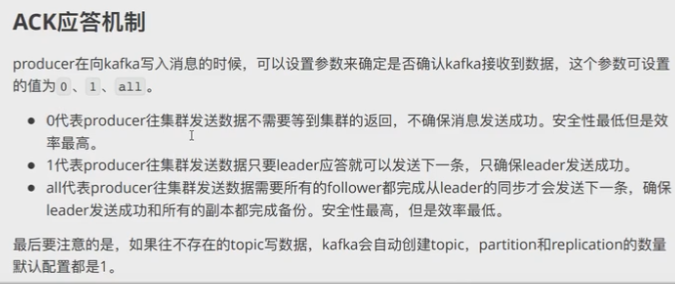 ACK应答机制
producer在向kafka写入消息的时候，可以设置参数来确定是否确认kafka接收到数据，这个参数可设置
的值为 0 、 1 、 all 。
• 0代表producer往集群发送数据不需要等到集群的返回，不确保消息发送成功。安全性最低但是效
率最高。
• 1代表producer往集群发送数据只要leader应答就可以发送下一条，只确保leader发送成功。
• all代表producer往集群发送数据需要所有的follower都完成从leader的同步才会发送下一条，确保
leader发送成功和所有的副本都完成备份。安全性最高，但是效率最低。
最后要注意的是，如果往不存在的topic写数据，kafka会自动创建topic，partition和replication的数量
默认配置都是1。